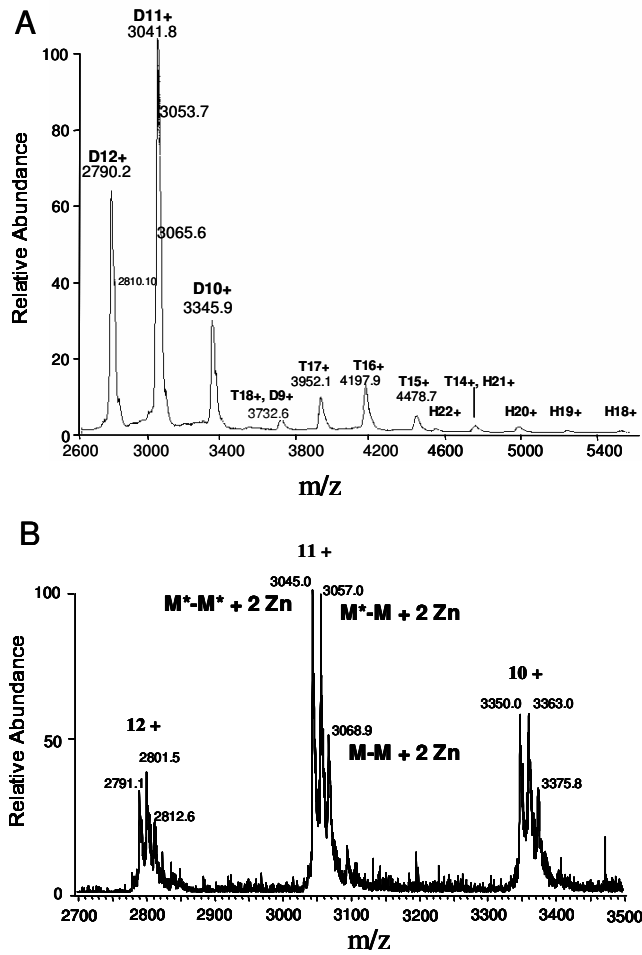 A
D11+
3041.8
100
3053.7
80
D12+
2790.2
Relative Abundance
60
3065.6
40
2810.10
D10+
3345.9
20
T17+
3952.1
T16+
4197.9
T18+, D9+
3732.6
T15+
4478.7
T14+, H21+
H22+
H20+
H19+
H18+
0
2600 3000 3400 3800 4200 4600 5000 5400
m/z
B
11 +
100
3045.0
3057.0
M*-M* + 2 Zn
M*-M + 2 Zn
10 +
3350.0
3363.0
12 +
3068.9
M-M + 2 Zn
2801.5
2791.1
3375.8
2812.6
Relative Abundance
50
0
2700 2800 2900 3000 3100 3200 3300 3400 3500
m/z